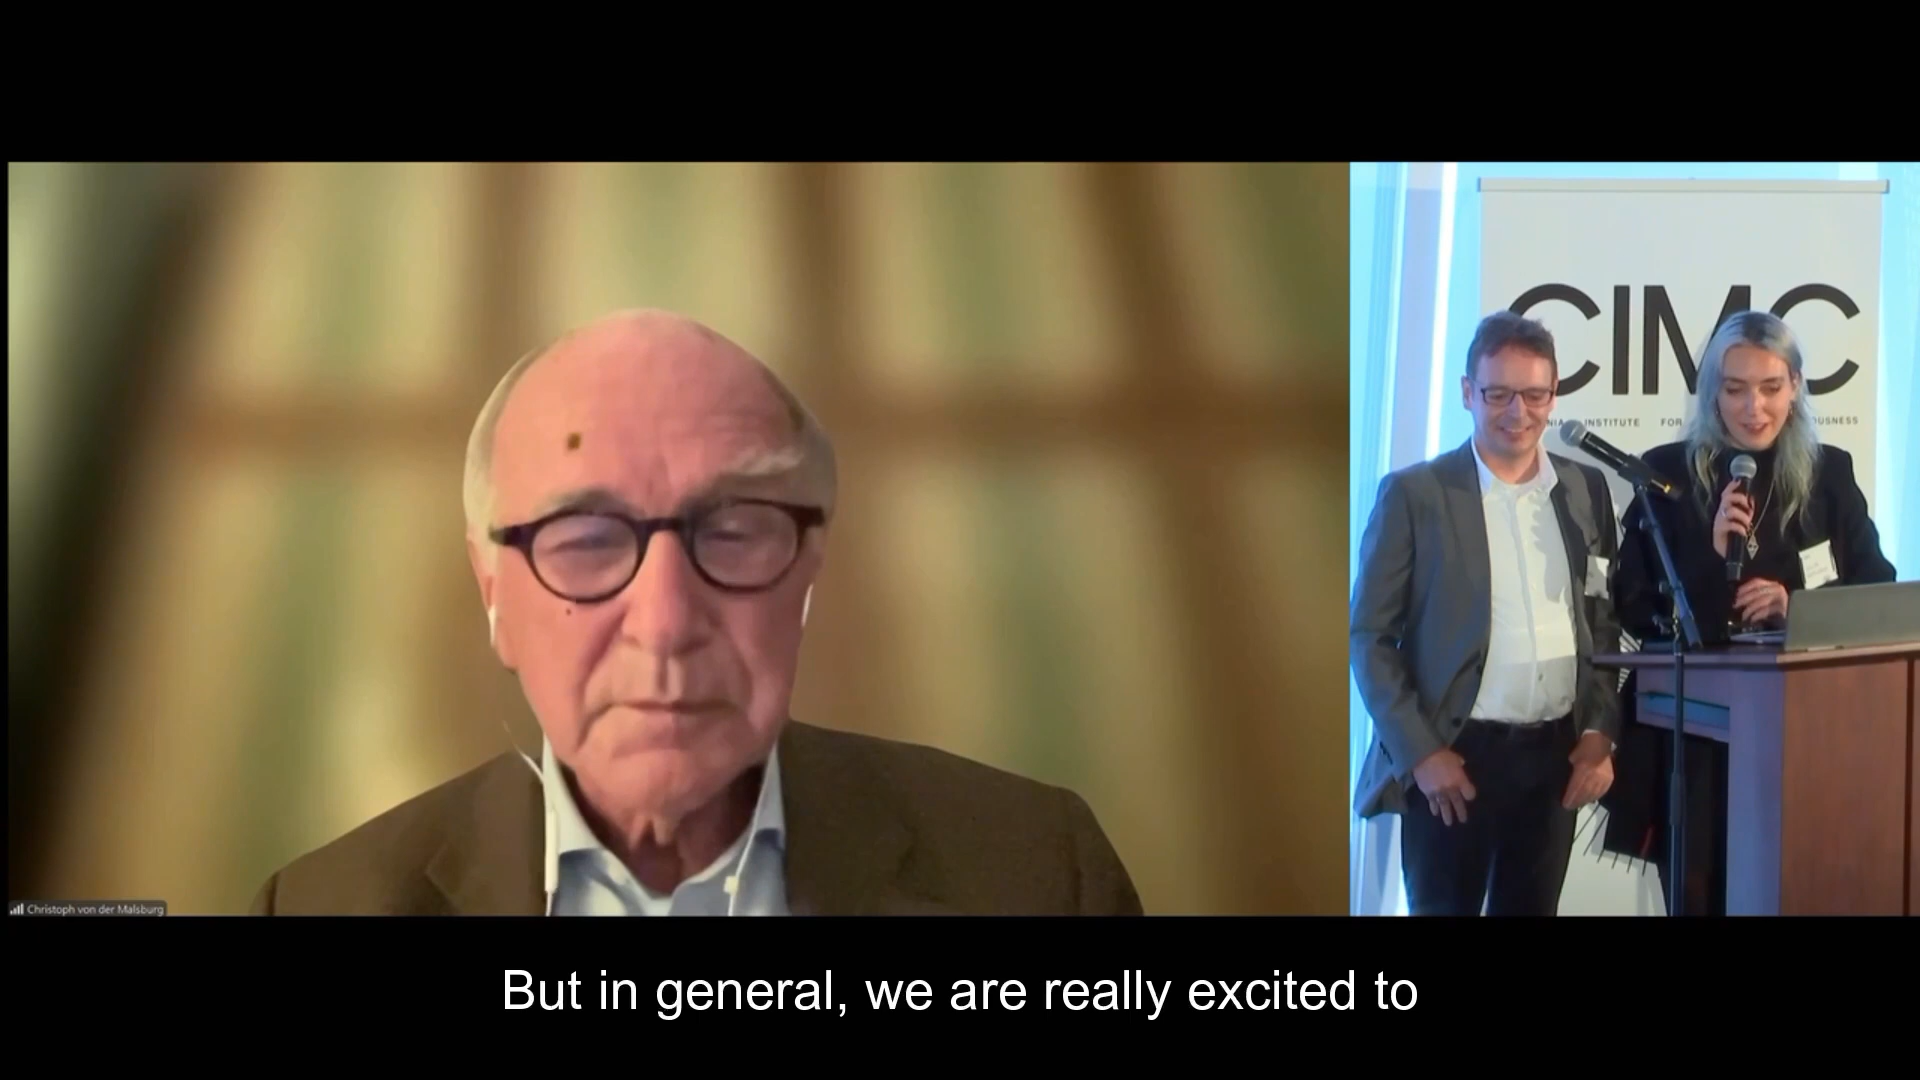 CIMC
INSTITUTE FOR
Christoph von der Malsburg
But in general, we are really excited to